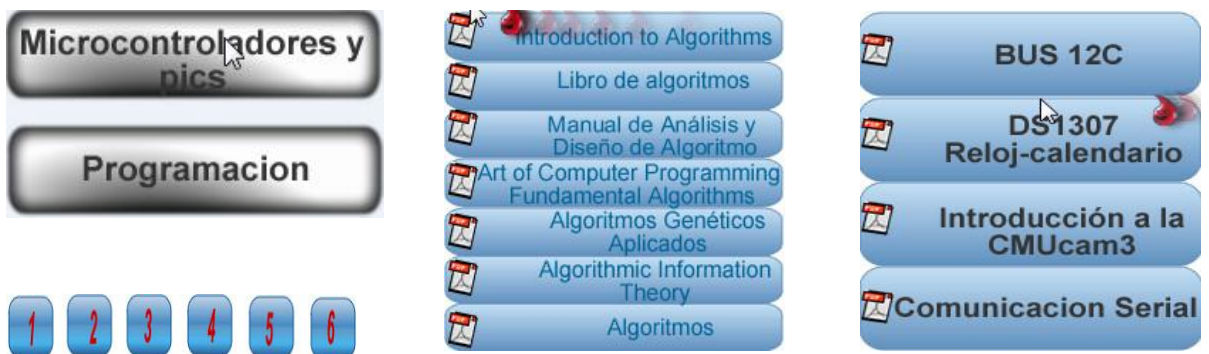 Microcontroladores y
pics
Programacion
1 2 3 4 5 6
Introduction to Algorithms
Libro de algoritmos
Manual de Análisis y
Diseño de Algoritmo
Art of Computer Programming
Fundamental Algorithms
Algoritmos Genéticos
Aplicados
Algorithmic Information
Theory
Algoritmos
BUS 12C
DS1307
Reloj-calendario
Introducción a la
CMUcam3
Comunicacion Serial